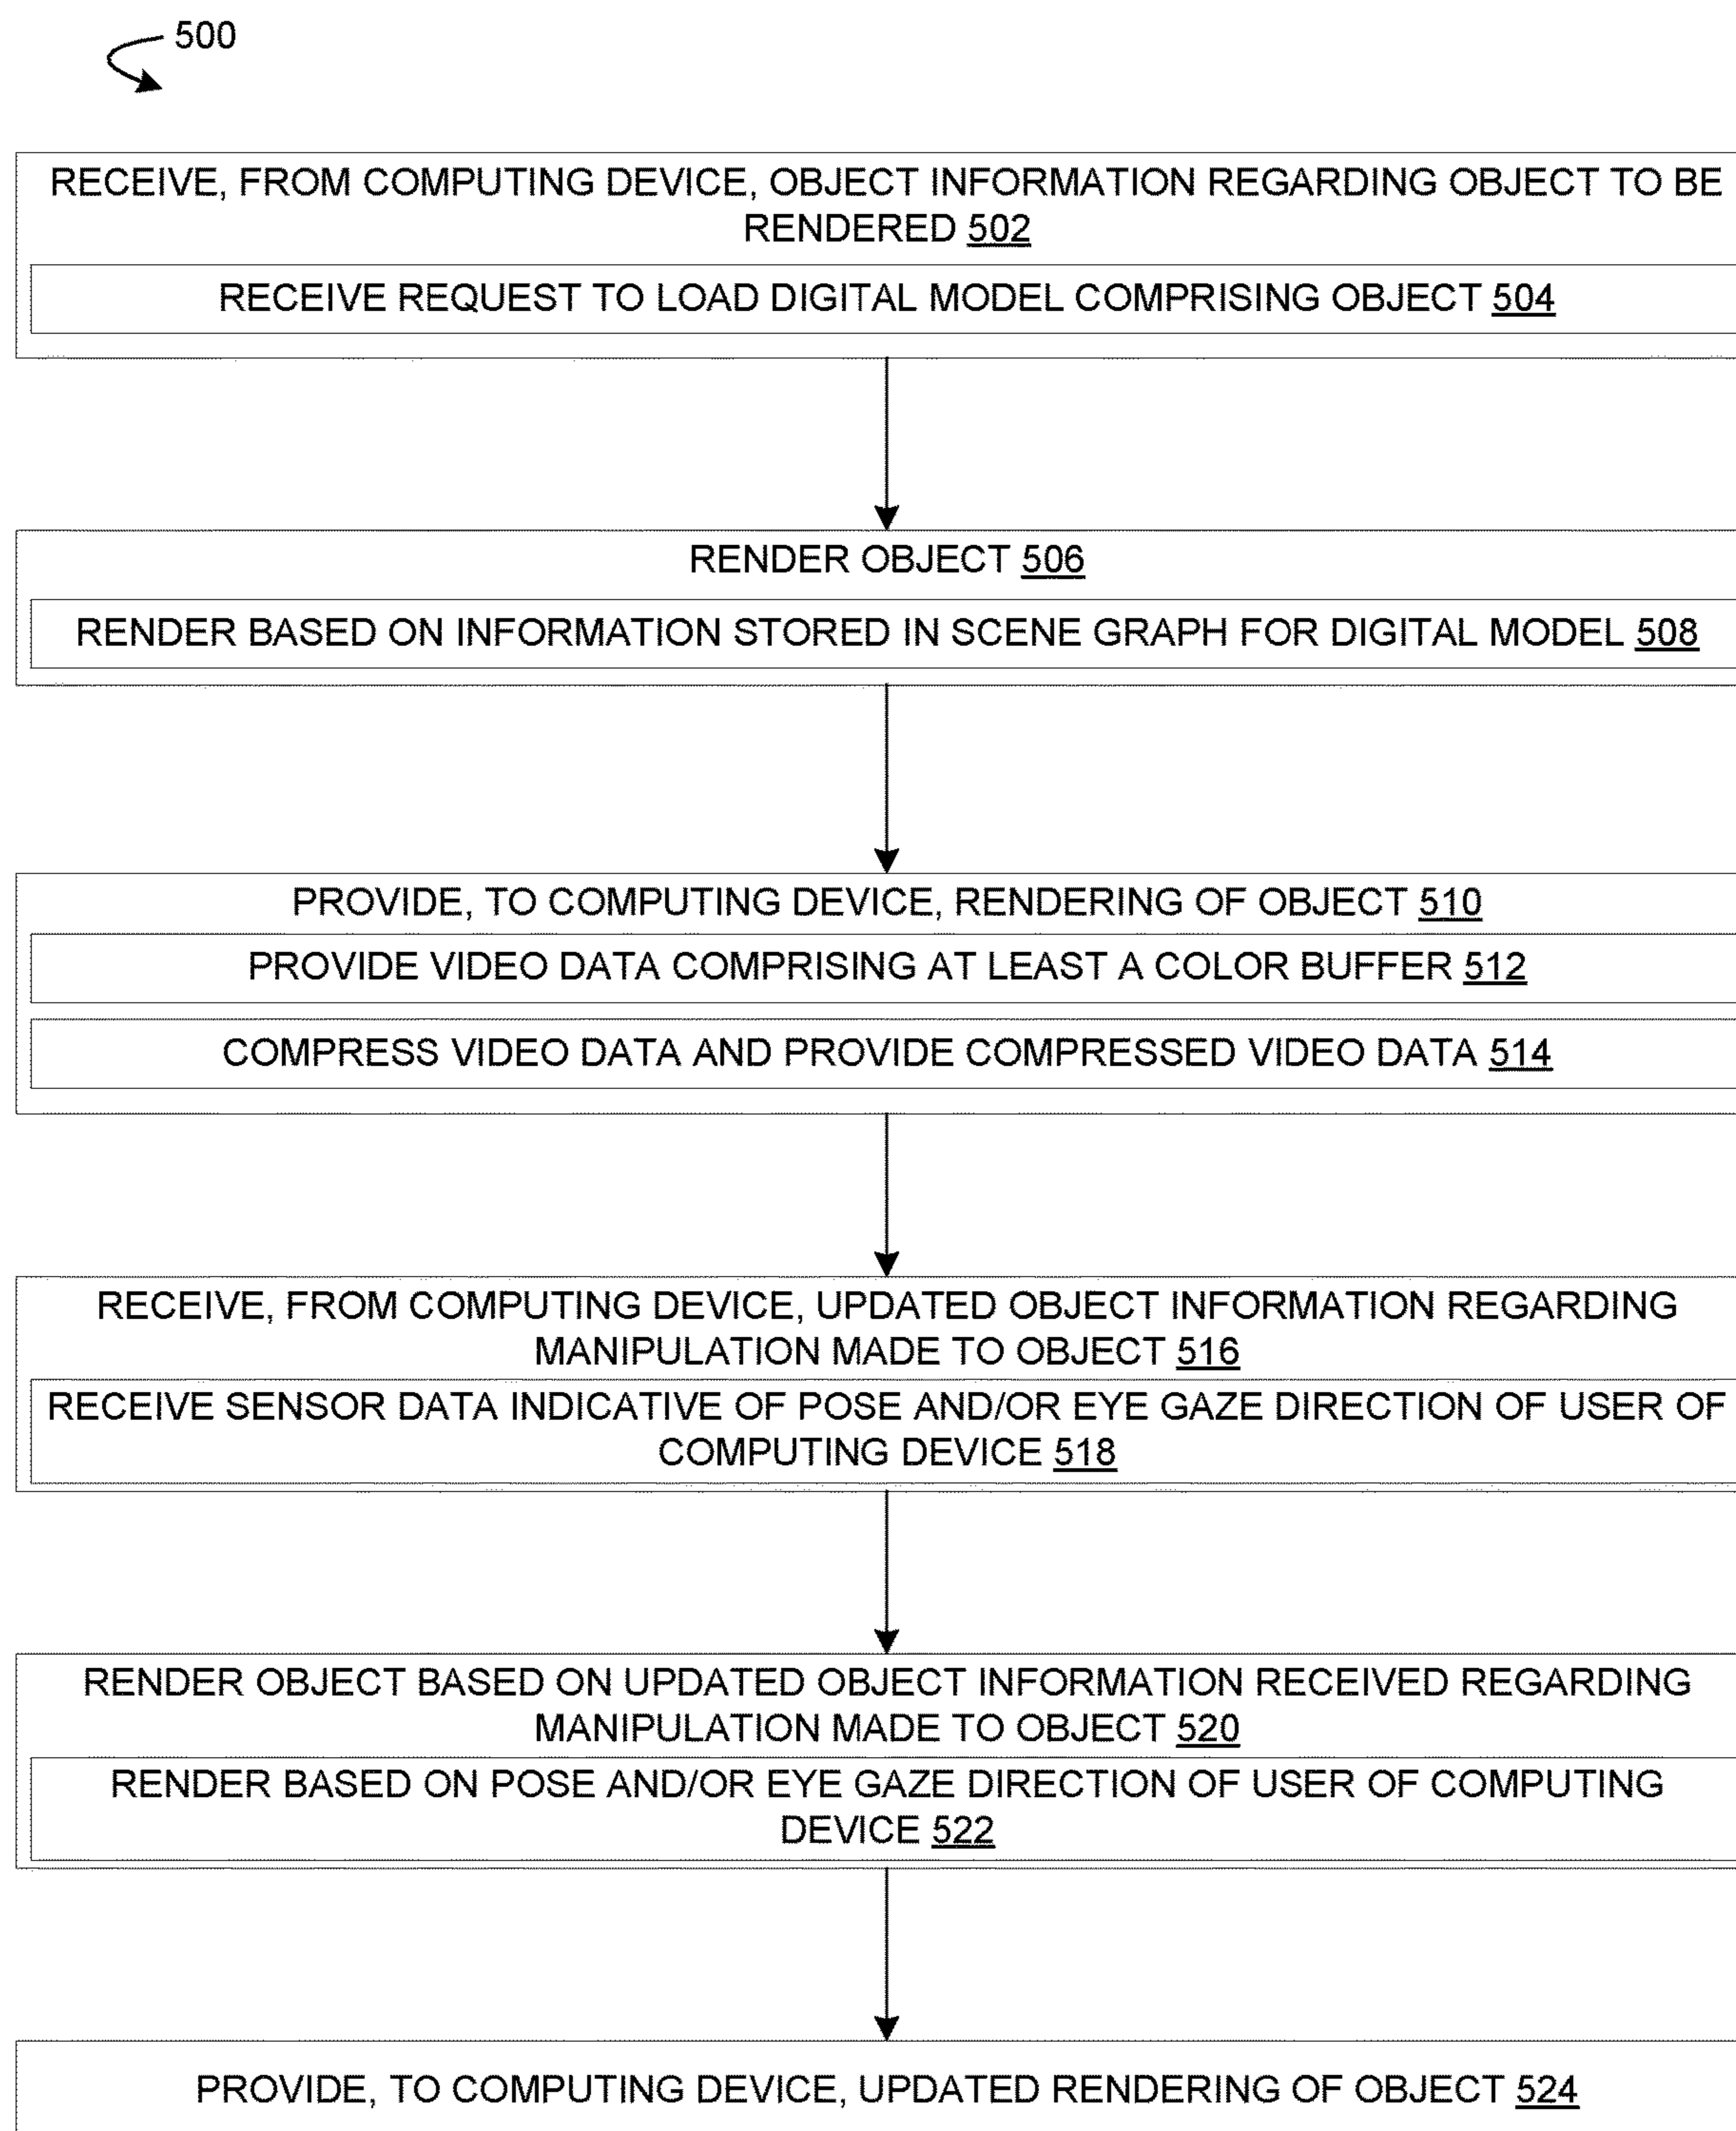 500
RECEIVE, FROM COMPUTING DEVICE, OBJECT INFORMATION REGARDING OBJECT TO BE
RENDERED 502
RECEIVE REQUEST TO LOAD DIGITAL MODEL COMPRISING OBJECT 504
RENDER OBJECT 506
RENDER BASED ON INFORMATION STORED IN SCENE GRAPH FOR DIGITAL MODEL 508
PROVIDE, TO COMPUTING DEVICE, RENDERING OF OBJECT 510
PROVIDE VIDEO DATA COMPRISING AT LEAST A COLOR BUFFER 512
COMPRESS VIDEO DATA AND PROVIDE COMPRESSED VIDEO DATA 514
RECEIVE, FROM COMPUTING DEVICE, UPDATED OBJECT INFORMATION REGARDING
MANIPULATION MADE TO OBJECT 516
RECEIVE SENSOR DATA INDICATIVE OF POSE AND/OR EYE GAZE DIRECTION OF USER OF
COMPUTING DEVICE 518
RENDER OBJECT BASED ON UPDATED OBJECT INFORMATION RECEIVED REGARDING
MANIPULATION MADE TO OBJECT 520
RENDER BASED ON POSE AND/OR EYE GAZE DIRECTION OF USER OF COMPUTING
DEVICE 522
PROVIDE, TO COMPUTING DEVICE, UPDATED RENDERING OF OBJECT 524